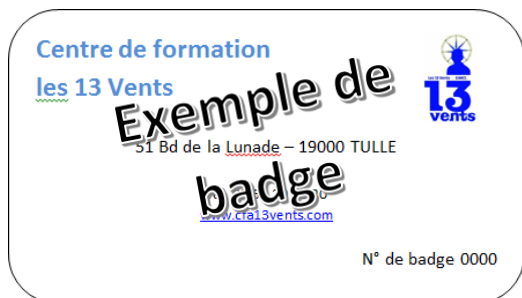 Centre de formation
les 13 Vents
13
vents
Exemple de
51 Bd de la Lunade – 19000 TULLE
badge
www.cfa13vents.com
N° de badge 0000